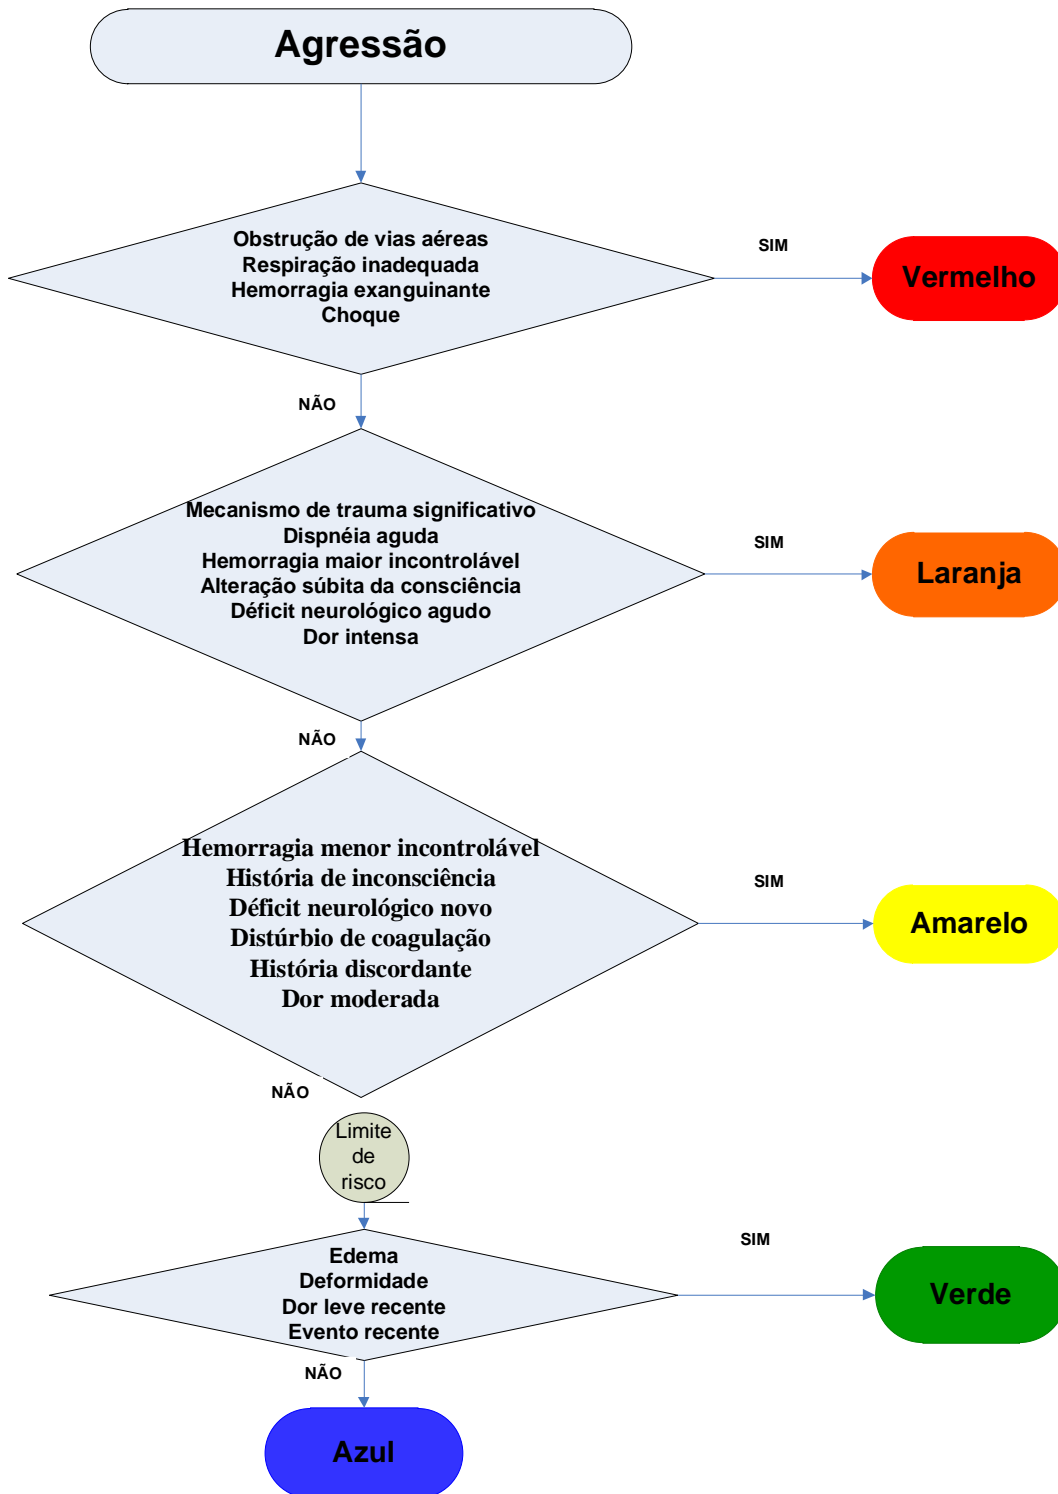 Agressão
Obstrução de vias aéreas
Respiração inadequada
Hemorragia exanguinante
Choque
SIM
Vermelho
NÃO
Mecanismo de trauma significativo
Dispnéia aguda
Hemorragia maior incontrolável
Alteração súbita da consciência
Déficit neurológico agudo
Dor intensa
SIM
Laranja
NÃO
Hemorragia menor incontrolável
História de inconsciência
Déficit neurológico novo
Distúrbio de coagulação
História discordante
Dor moderada
SIM
Amarelo
NÃO
Limite
de
risco
Edema
Deformidade
Dor leve recente
Evento recente
SIM
Verde
NÃO
Azul